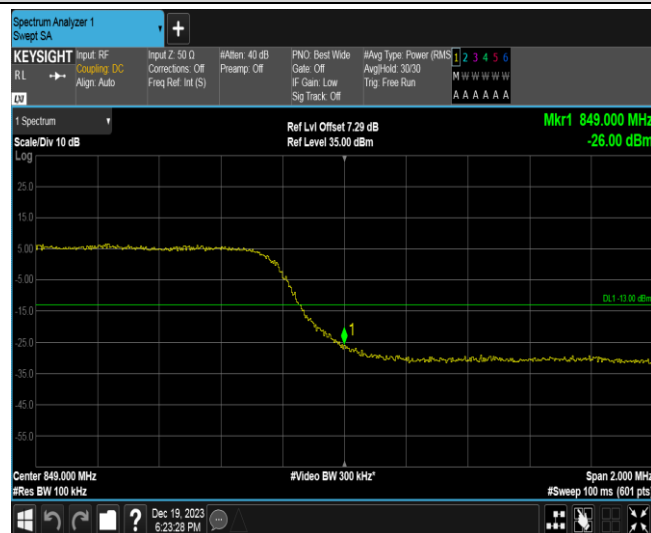 Spectrum Analyzer 1
Swept SA
KEYSIGHT
RL
LXI
Input: RF
Coupling: DC
Align: Auto
Input Z: 50 Ω
Corrections: Off
Freq Ref: Int (S)
#Atten: 40 dB
Preamp: Off
PNO: Best Wide
Gate: Off
IF Gain: Low
Sig Track: Off
#Avg Type: Power (RMS
Avg|Hold: 30/30
Trig: Free Run
1 2 3 4 5 6
M W W W W W
A A A A A A
1 Spectrum
Scale/Div 10 dB
Log
Ref Lvl Offset 7.29 dB
Ref Level 35.00 dBm
Mkr1 849.000 MHz
-26.00 dBm
25.0
15.0
5.00
-5.00
DL1 -13.00 dBm
-15.0
1
-25.0
-35.0
-45.0
-55.0
Center 849.000 MHz
#Video BW 300 kHz*
Span 2.000 MHz
#Res BW 100 kHz
#Sweep 100 ms (601 pts
?
Dec 19, 2023
6:23:28 PM